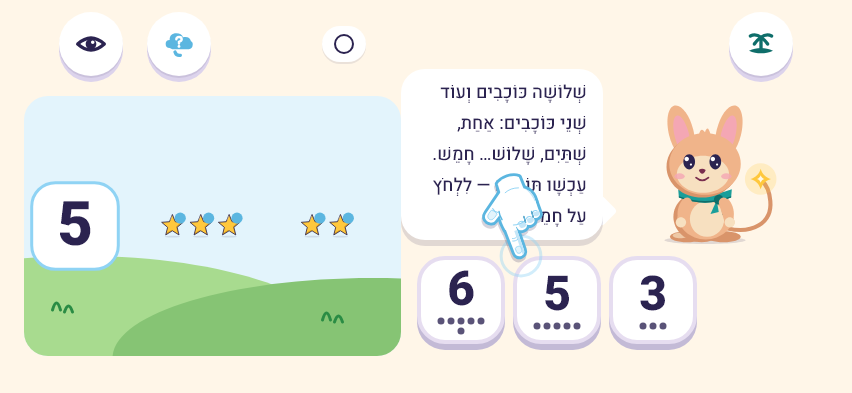 ?
שְׁלוֹשָׁה כּוֹכָבִים וְעוֹד
שְׁנֵי כּוֹכָבִים: אַחַת,
שְׁתַּיִם, שָׁלוֹשׁ... חָמֵשׁ.
עַכְשָׁו — לִלְחֹץ
עַל
5
6 5 3